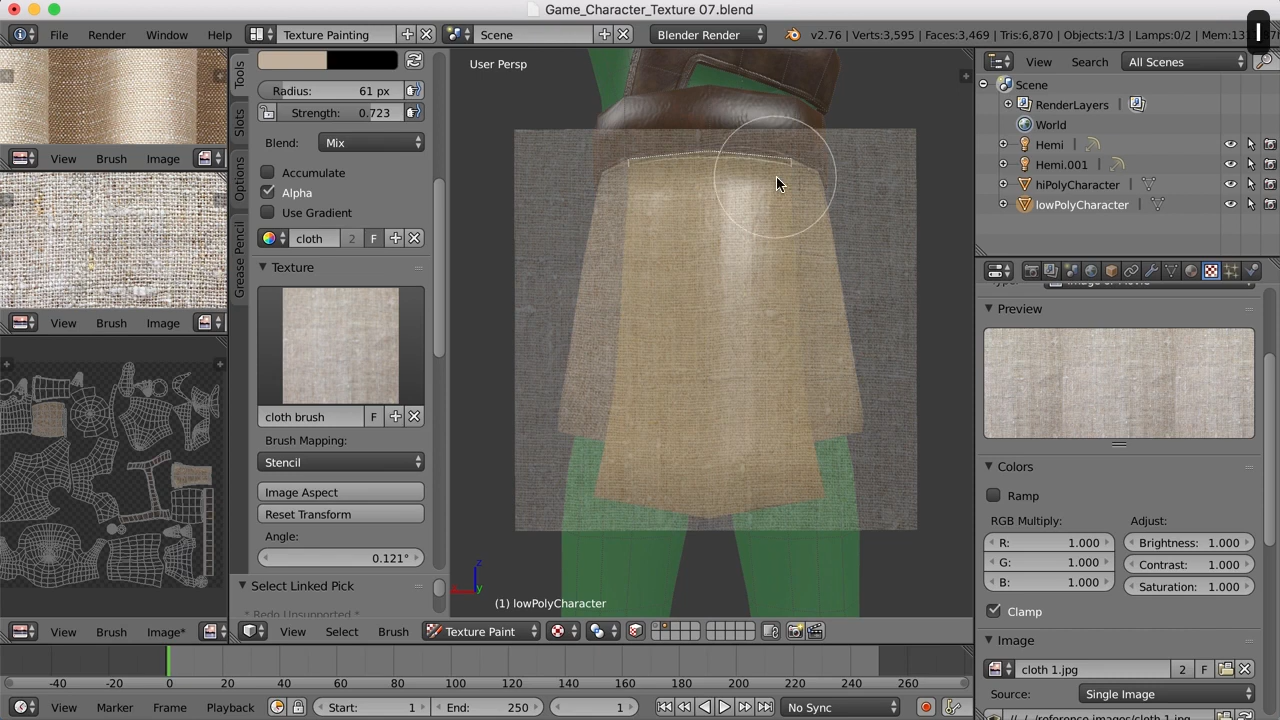 Game_Character_Texture 07.blend
File Render Window Help Texture Painting Scene Blender Render v2.76 | Verts:3,595 | Faces:3,469 | Tris:6,870 | Objects:1/3 | Lamps:0/2 |
I
View Brush Image
View Brush Image
View Brush Image*
Tools
Slots
Options
Grease Pencil
Radius: 61 px
Strength: 0.723
Blend: Mix
Accumulate
Alpha
Use Gradient
cloth 2 F
Texture
cloth brush F
Brush Mapping:
Stencil
Image Aspect
Reset Transform
Angle:
0.121°
Select Linked Pick
* Redo Unsupported *
User Persp
z
y
(1) lowPolyCharacter
View Select Brush Texture Paint
View Search All Scenes
Scene
RenderLayers
World
Hemi
Hemi.001
hiPolyCharacter
lowPolyCharacter
Preview
Colors
Ramp
RGB Multiply: Adjust:
R: 1.000 Brightness: 1.000
G: 1.000 Contrast: 1.000
B: 1.000 Saturation: 1.000
Clamp
Image
cloth 1.jpg 2 F
Source: Single Image
-40 -20 0 20 40 60 80 100 120 140 160 180 200 220 240 260
View Marker Frame Playback Start: 1 End: 250 1 No Sync